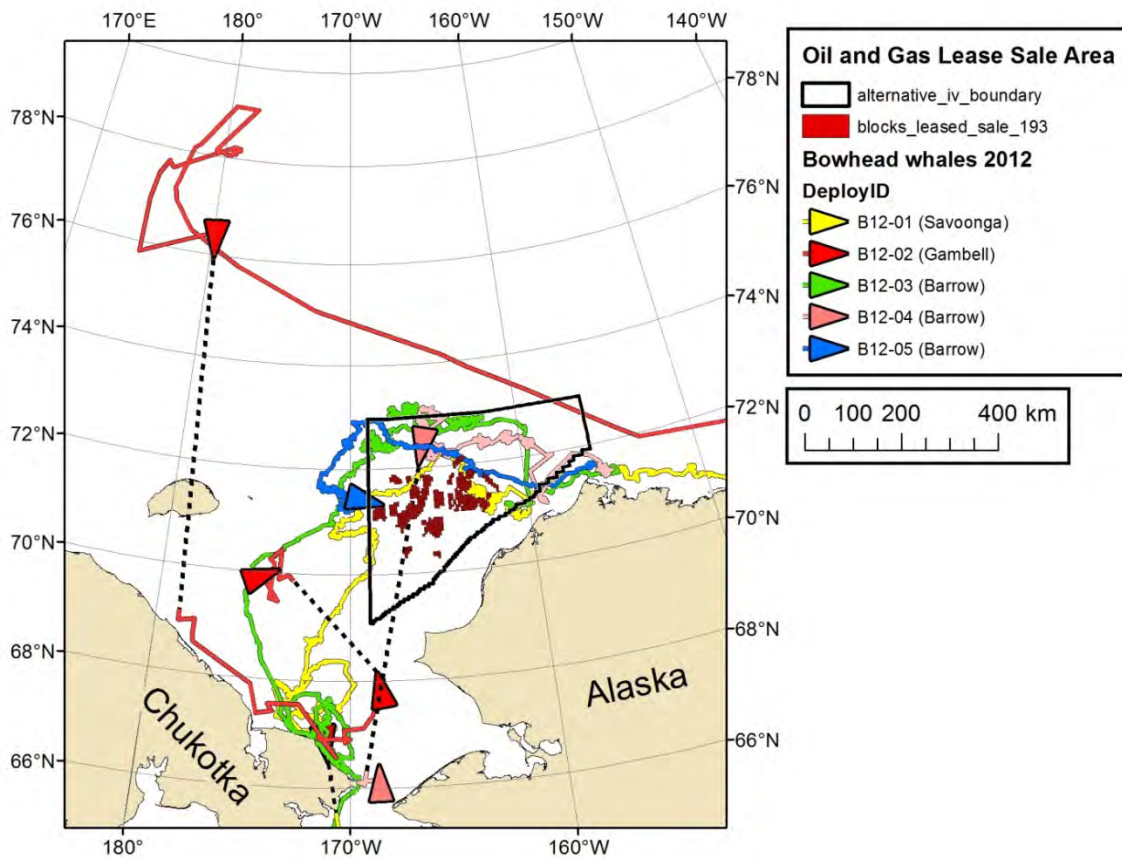 170°E 180° 170°W 160°W 150°W 140°W
78°N
76°N
74°N
72°N
70°N
68°N
66°N
78°N
76°N
74°N
72°N
70°N
68°N
66°N
Chukotka
Alaska
180° 170°W 160°W
Oil and Gas Lease Sale Area
alternative_iv_boundary
blocks_leased_sale_193
Bowhead whales 2012
DeployID
B12-01 (Savoonga)
B12-02 (Gambell)
B12-03 (Barrow)
B12-04 (Barrow)
B12-05 (Barrow)
0 100 200 400 km